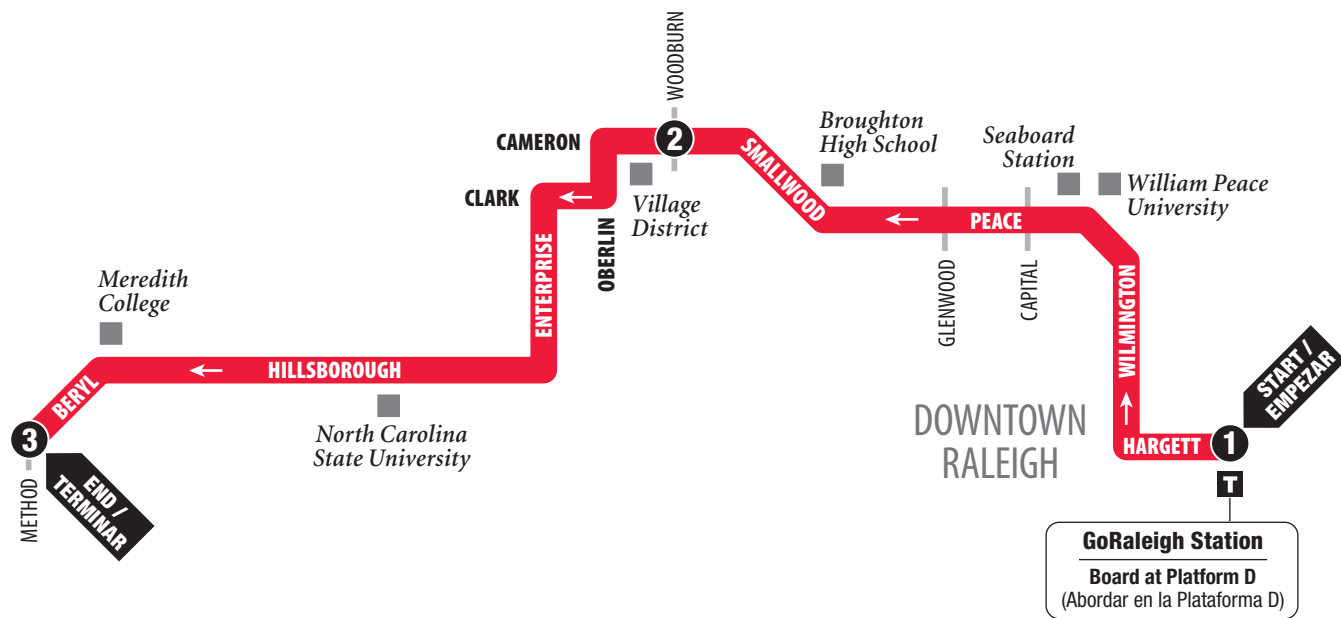 WOODBURN
CAMERON
2
SMALLWOOD
Broughton
High School
Seaboard
Station
William Peace
University
CLARK
Village
District
OBERLIN
PEACE
GLENWOOD
CAPITAL
ENTERPRISE
WILMINGTON
Meredith
College
HILLSBOROUGH
BERYL
North Carolina
State University
3
METHOD
END /
TERMINAR
DOWNTOWN
RALEIGH
START /
EMPEZAR
HARGETT
1
T
GoRaleigh Station
Board at Platform D
(Abordar en la Plataforma D)